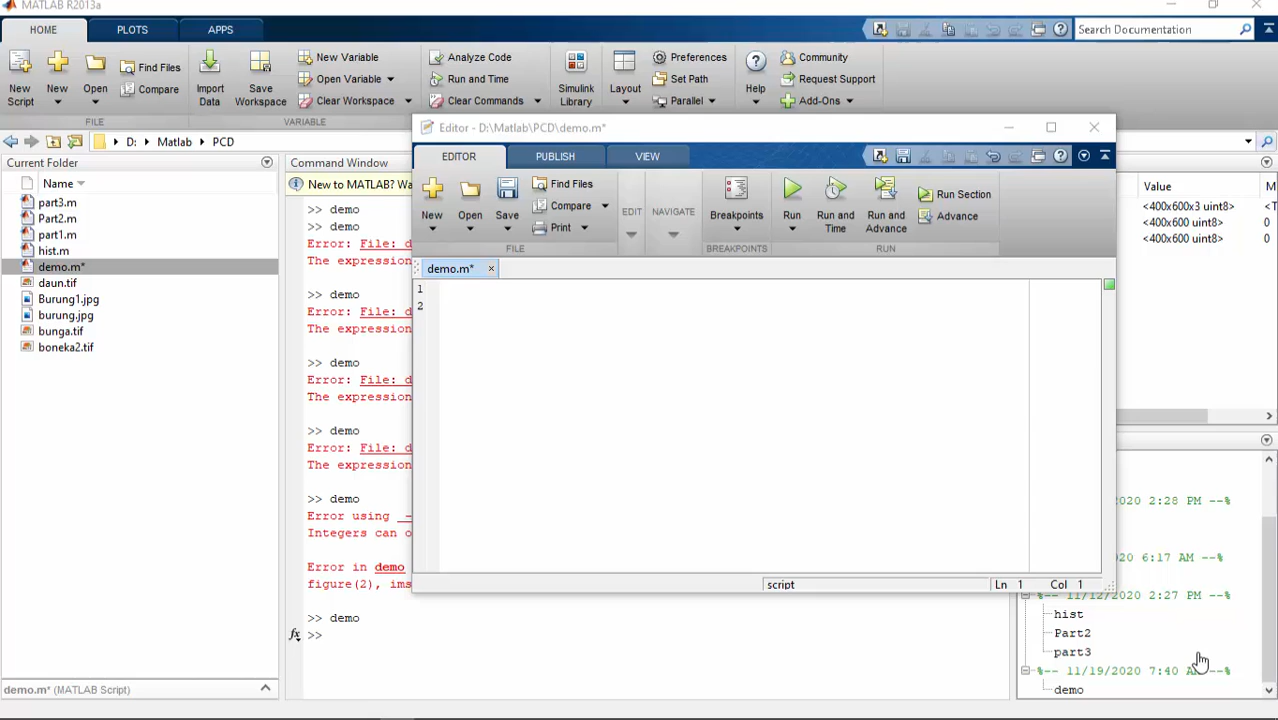 MATLAB R2013a
HOME
PLOTS
APPS
Search Documentation
New Script
New
Open
Find Files
Compare
Import Data
Save Workspace
New Variable
Open Variable
Clear Workspace
Analyze Code
Run and Time
Clear Commands
Simulink Library
Layout
Preferences
Set Path
Parallel
Help
Community
Request Support
Add-Ons
FILE
VARIABLE
D: Matlab PCD
Current Folder
Name
part3.m
Part2.m
part1.m
hist.m
demo.m*
daun.tif
Burung1.jpg
burung.jpg
bunga.tif
boneka2.tif
demo.m* (MATLAB Script)
Command Window
New to MATLAB? Wa
>> demo
>> demo
Error: File: d
The expression
>> demo
Error: File: d
The expression
>> demo
Error: File: d
The expression
>> demo
Error: File: d
The expression
>> demo
Error using -
Integers can o
Error in demo
figure(2), ims
>> demo
fx >>
Editor - D:\Matlab\PCD\demo.m*
EDITOR
PUBLISH
VIEW
New
Open
Save
Find Files
Compare
Print
EDIT
NAVIGATE
Breakpoints
Run
Run and Time
Run and Advance
Run Section
Advance
FILE
BREAKPOINTS
RUN
demo.m*
1
2
script
Ln 1 Col 1
Value
M
<400x600x3 uint8>
<T
<400x600 uint8>
0
<400x600 uint8>
0
2020 2:28 PM --%
2020 6:17 AM --%
%-- 11/12/2020 2:27 PM --%
hist
Part2
part3
%-- 11/19/2020 7:40 AM --%
demo